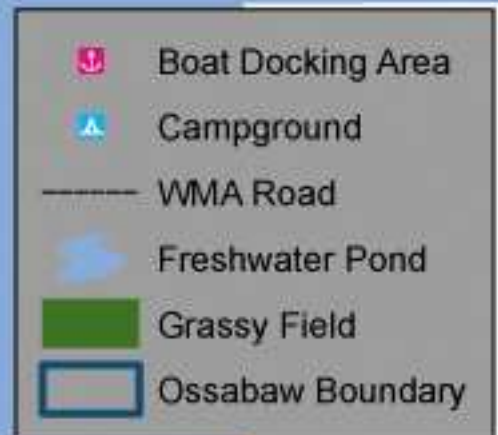 Boat Docking Area
Campground
WMA Road
Freshwater Pond
Grassy Field
Ossabaw Boundary